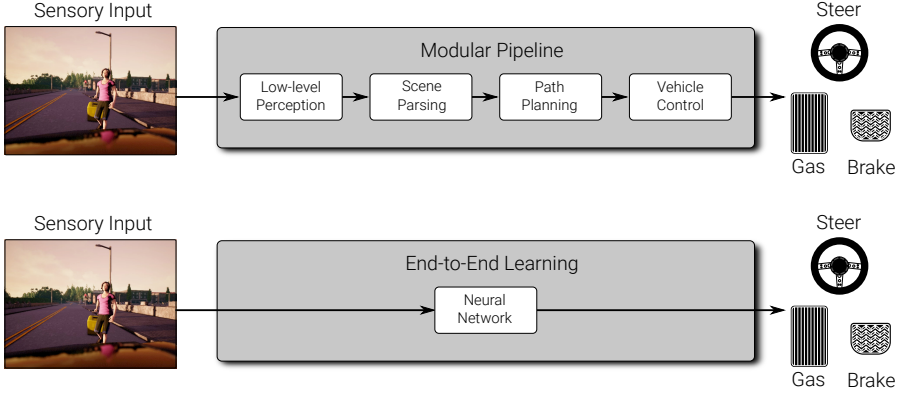 Sensory Input
Modular Pipeline
Low-level
Perception
Scene
Parsing
Path
Planning
Vehicle
Control
Steer
Gas
Brake
Sensory Input
End-to-End Learning
Neural
Network
Steer
Gas
Brake